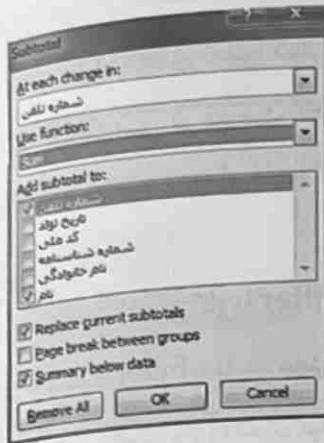 Subtotal
At each change in:
شماره تلفن
Use function:
Sum
Add subtotal to:
شماره تلفن
تاریخ تولد
کد ملی
شماره شناسنامه
نام خانوادگی
نام
Replace current subtotals
Page break between groups
Summary below data
Remove All
OK
Cancel